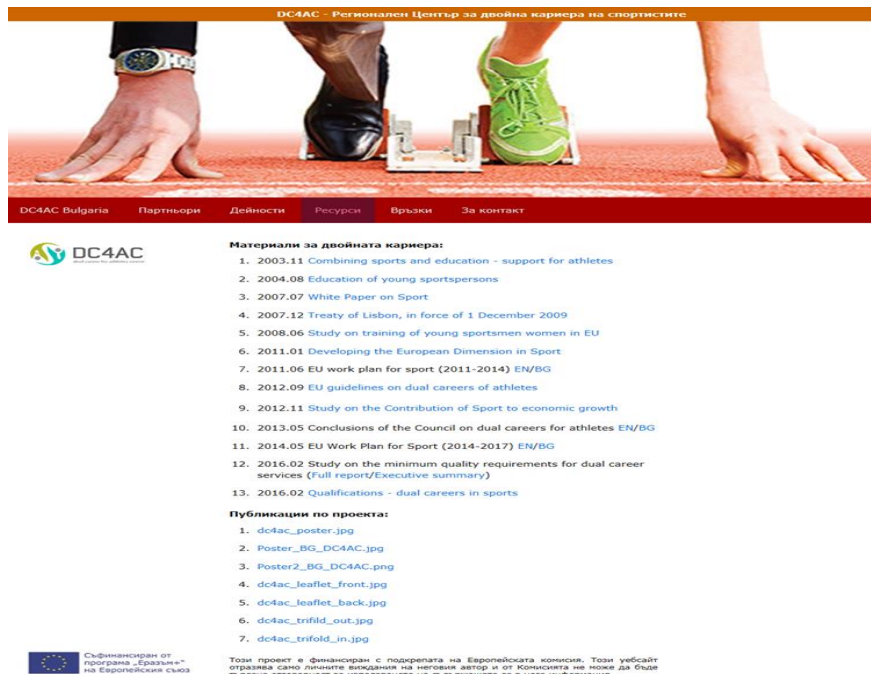 DC4AC - Регионален Център за двойна кариера на спортистите
DC4AC Bulgaria Партньори Дейности Ресурси Връзки За контакт
DC4AC
Материали за двойната кариера:
1. 2003.11 Combining sports and education - support for athletes
2. 2004.08 Education of young sportspersons
3. 2007.07 White Paper on Sport
4. 2007.12 Treaty of Lisbon, in force of 1 December 2009
5. 2008.06 Study on training of young sportsmen women in EU
6. 2011.01 Developing the European Dimension in Sport
7. 2011.06 EU work plan for sport (2011-2014) EN/BG
8. 2012.09 EU guidelines on dual careers of athletes
9. 2012.11 Study on the Contribution of Sport to economic growth
10. 2013.05 Conclusions of the Council on dual careers for athletes EN/BG
11. 2014.05 EU Work Plan for Sport (2014-2017) EN/BG
12. 2016.02 Study on the minimum quality requirements for dual career
services (Full report/Executive summary)
13. 2016.02 Qualifications - dual careers in sports
Публикации по проекта:
1. dc4ac_poster.jpg
2. Poster_BG_DC4AC.jpg
3. Poster2_BG_DC4AC.png
4. dc4ac_leaflet_front.jpg
5. dc4ac_leaflet_back.jpg
6. dc4ac_trifild_out.jpg
7. dc4ac_trifold_in.jpg
Съфинансиран от
програма „Еразъм+"
на Европейския съюз
Този проект е финансиран с подкрепата на Европейската комисия. Този уебсайт
отразява само личните виждания на неговия автор и от Комисията не може да бъде